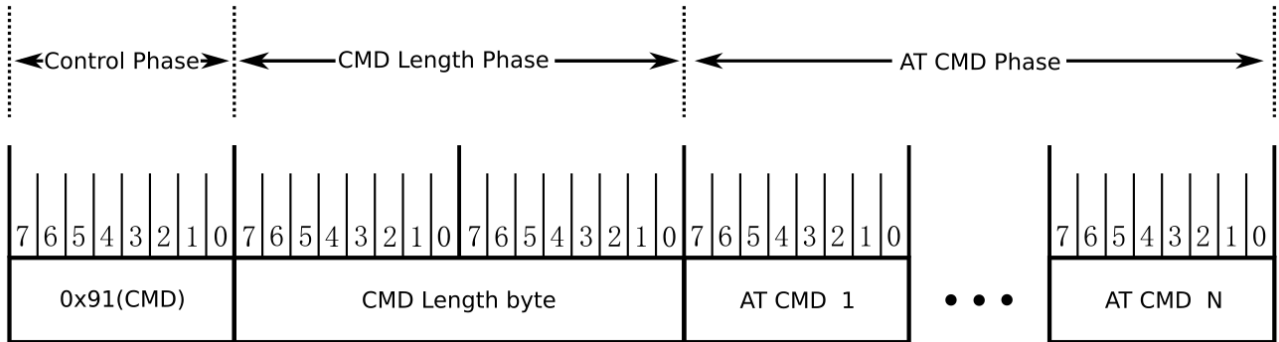 Control Phase CMD Length Phase AT CMD Phase
7 6 5 4 3 2 1 0 7 6 5 4 3 2 1 0 7 6 5 4 3 2 1 0 7 6 5 4 3 2 1 0 7 6 5 4 3 2 1 0
0x91(CMD) CMD Length byte AT CMD 1 AT CMD N